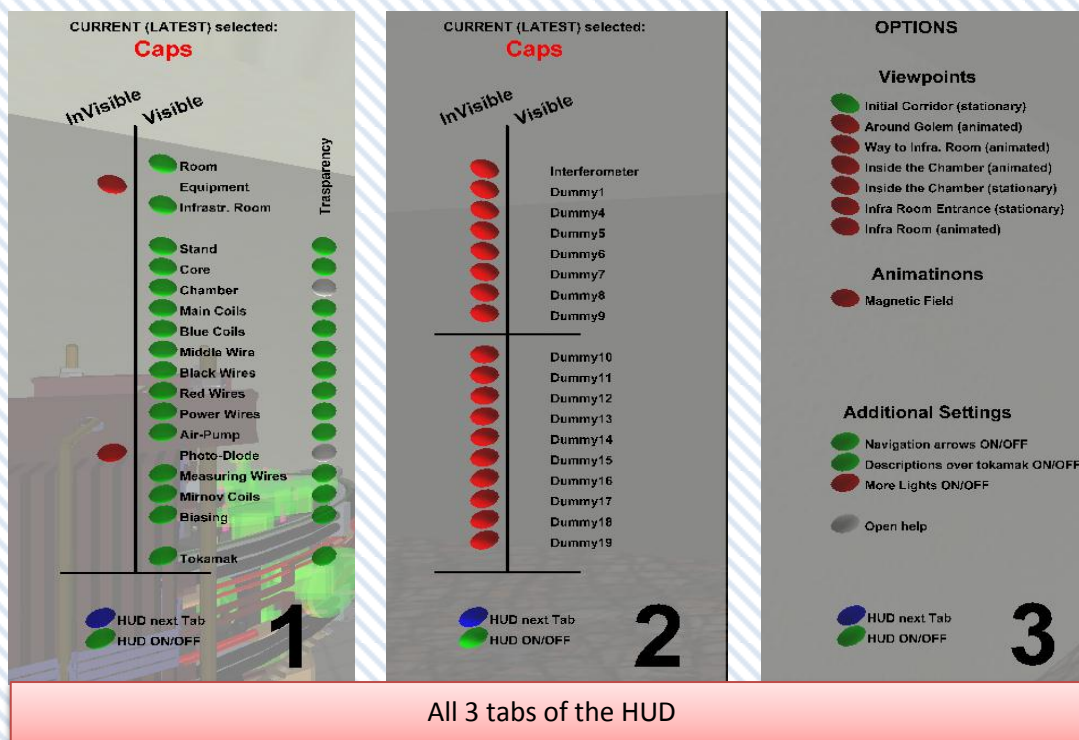 CURRENT (LATEST) selected:
Caps
InVisible
Visible
Trasparency
Room
Equipment
Infrastr. Room
Stand
Core
Chamber
Main Coils
Blue Coils
Middle Wire
Black Wires
Red Wires
Power Wires
Air-Pump
Photo-Diode
Measuring Wires
Mirnov Coils
Biasing
Tokamak
HUD next Tab
HUD ON/OFF
1
CURRENT (LATEST) selected:
Caps
InVisible
Visible
Interferometer
Dummy1
Dummy4
Dummy5
Dummy6
Dummy7
Dummy8
Dummy9
Dummy10
Dummy11
Dummy12
Dummy13
Dummy14
Dummy15
Dummy16
Dummy17
Dummy18
Dummy19
HUD next Tab
HUD ON/OFF
2
OPTIONS
Viewpoints
Initial Corridor (stationary)
Around Golem (animated)
Way to Infra. Room (animated)
Inside the Chamber (animated)
Inside the Chamber (stationary)
Infra Room Entrance (stationary)
Infra Room (animated)
Animatinons
Magnetic Field
Additional Settings
Navigation arrows ON/OFF
Descriptions over tokamak ON/OFF
More Lights ON/OFF
Open help
HUD next Tab
HUD ON/OFF
3
All 3 tabs of the HUD